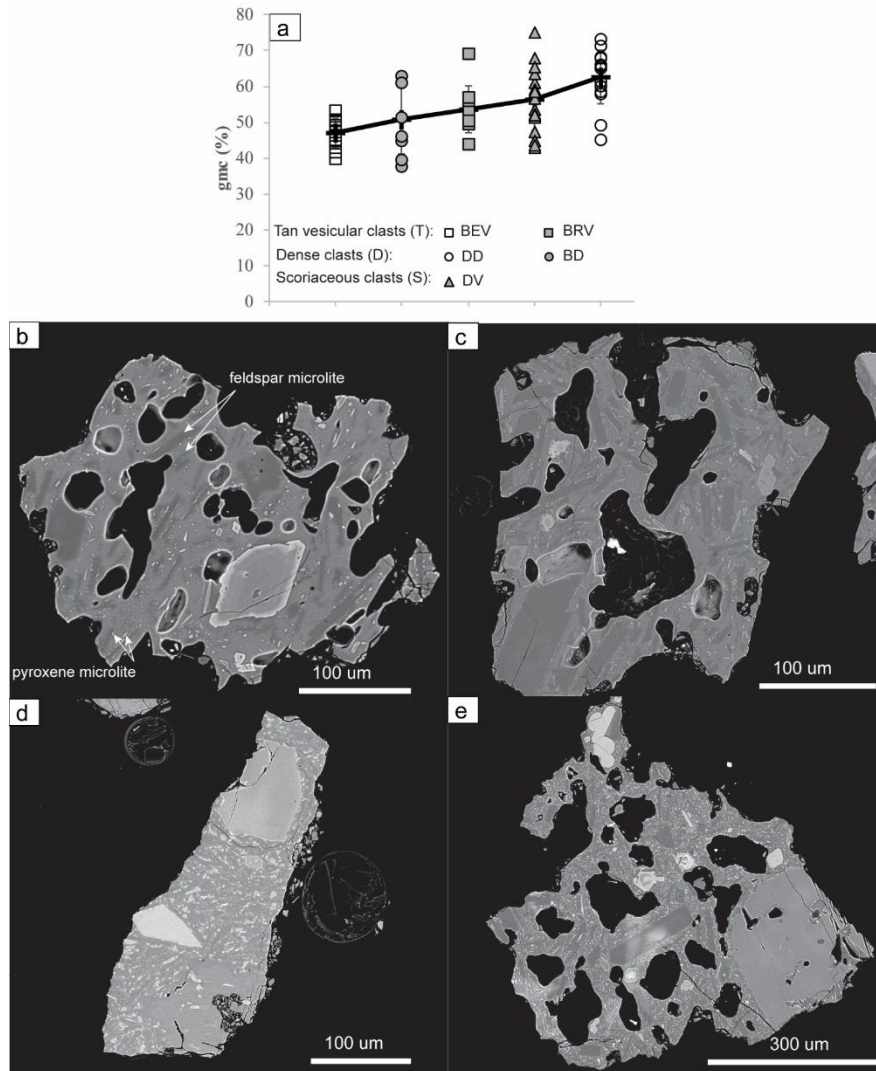 a
80
70
60
50
40
30
20
10
0
gmc (%)
Tan vesicular clasts (T): BEV BRV
Dense clasts (D): DD BD
Scoriaceous clasts (S): DV
b
feldspar microlite
pyroxene microlite
100 um
c
100 um
d
100 um
e
300 um